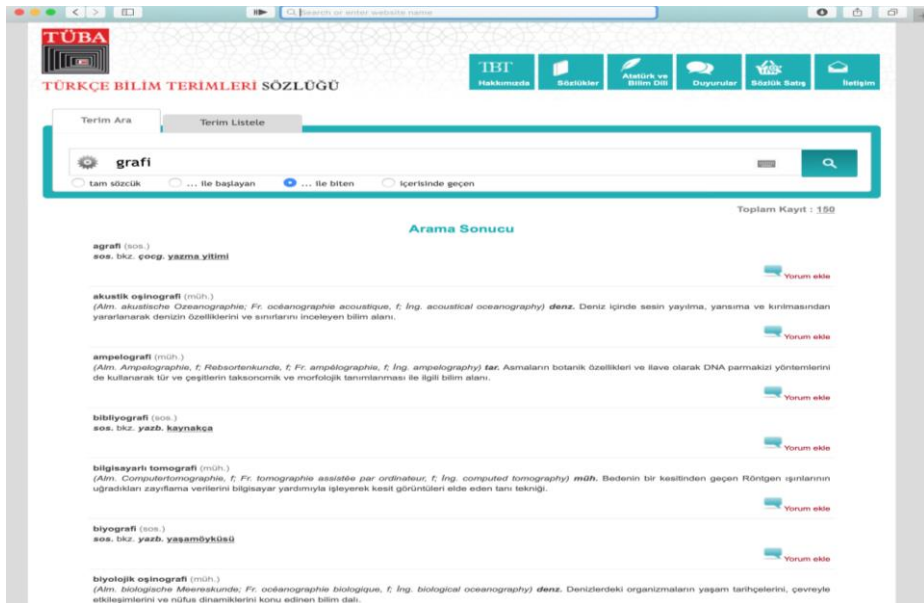 Search or enter website name
TÜBA
TÜRKÇE BİLİM TERİMLERİ SÖZLÜĞÜ
TBT
Hakkımızda
Sözlükler
Atatürk ve
Bilim Dili
Duyurular
Sözlük Satış
İletişim
Terim Ara
Terim Listele
grafi
tam sözcük
... ile başlayan
... ile biten
içerisinde geçen
Toplam Kayıt : 150
Arama Sonucu
agrafi (sos.)
sos. bkz. çocg. yazma yitimi
Yorum ekle
akustik oşinografi (müh.)
(Alm. akustische Ozeanographie; Fr. océanographie acoustique, f; İng. acoustical oceanography) denz. Deniz içinde sesin yayılma, yansıma ve kırılmasından
yararlanarak denizin özelliklerini ve sınırlarını inceleyen bilim alanı.
Yorum ekle
ampelografi (müh.)
(Alm. Ampelographie, f; Rebsortenkunde, f; Fr. ampélographie, f; İng. ampelography) tar. Asmaların botanik özellikleri ve ilave olarak DNA parmakizi yöntemlerini
de kullanarak tür ve çeşitlerin taksonomik ve morfolojik tanımlanması ile ilgili bilim alanı.
Yorum ekle
bibliyografi (sos.)
sos. bkz. yazb. kaynakça
Yorum ekle
bilgisayarlı tomografi (müh.)
(Alm. Computertomographie, f; Fr. tomographie assistée par ordinateur, f; İng. computed tomography) müh. Bedenin bir kesitinden geçen Röntgen ışınlarının
uğradıkları zayıflama verilerini bilgisayar yardımıyla işleyerek kesit görüntüleri elde eden tanı tekniği.
Yorum ekle
biyografi (sos.)
sos. bkz. yazb. yaşamöyküsü
Yorum ekle
biyolojik oşinografi (müh.)
(Alm. biologische Meereskunde; Fr. océanographie biologique, f; İng. biological oceanography) denz. Denizlerdeki organizmaların yaşam tarihçelerini, çevreyle
etkileşimlerini ve nüfus dinamiklerini konu edinen bilim dalı.